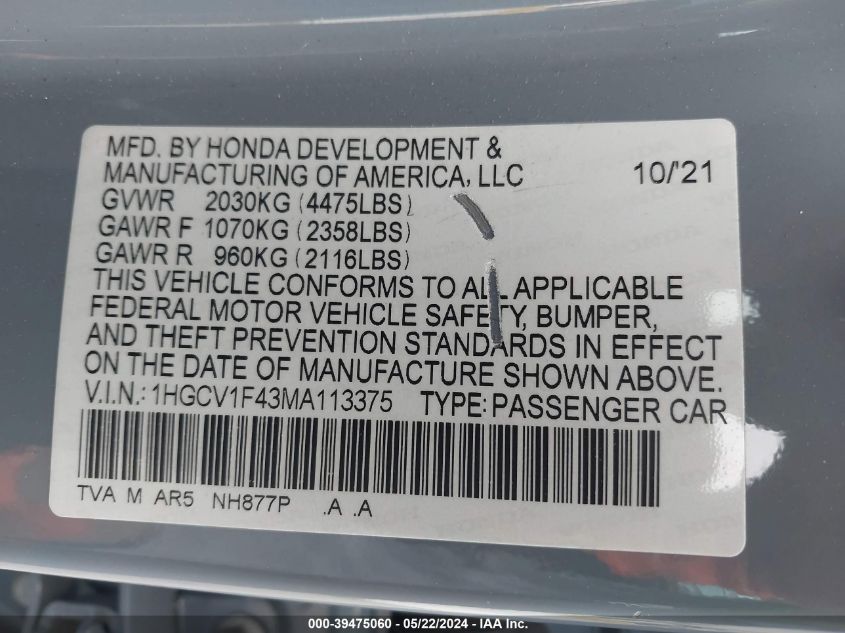 MFD. BY HONDA DEVELOPMENT &
MANUFACTURING OF AMERICA, LLC 10/'21
GVWR 2030KG (4475LBS)
GAWR F 1070KG (2358LBS)
GAWR R 960KG (2116LBS)
THIS VEHICLE CONFORMS TO ALL APPLICABLE
FEDERAL MOTOR VEHICLE SAFETY, BUMPER,
AND THEFT PREVENTION STANDARDS IN EFFECT
ON THE DATE OF MANUFACTURE SHOWN ABOVE.
V.I.N.: 1HGCV1F43MA113375 TYPE: PASSENGER CAR
TVA M AR5 NH877P .A .A
000-39475060 - 05/22/2024 - IAAI Inc.